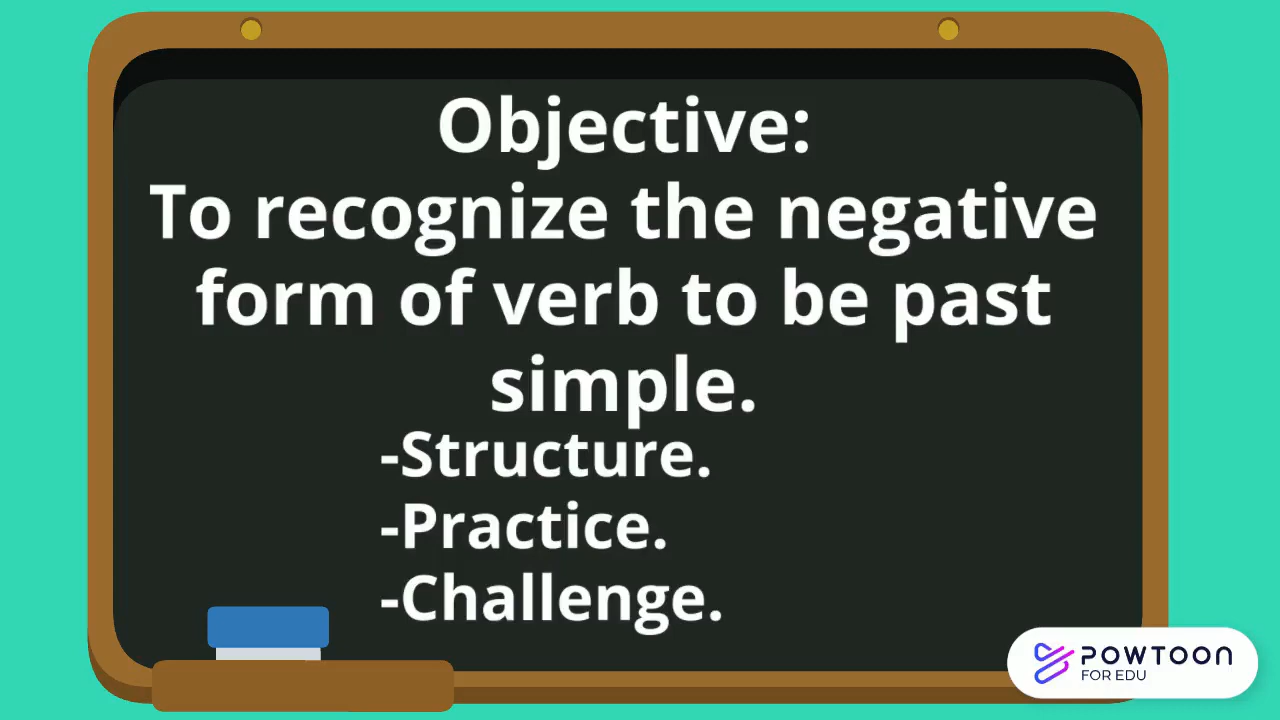 Objective:
To recognize the negative
form of verb to be past
simple.
-Structure.
-Practice.
-Challenge.
POWTOON
FOR EDU